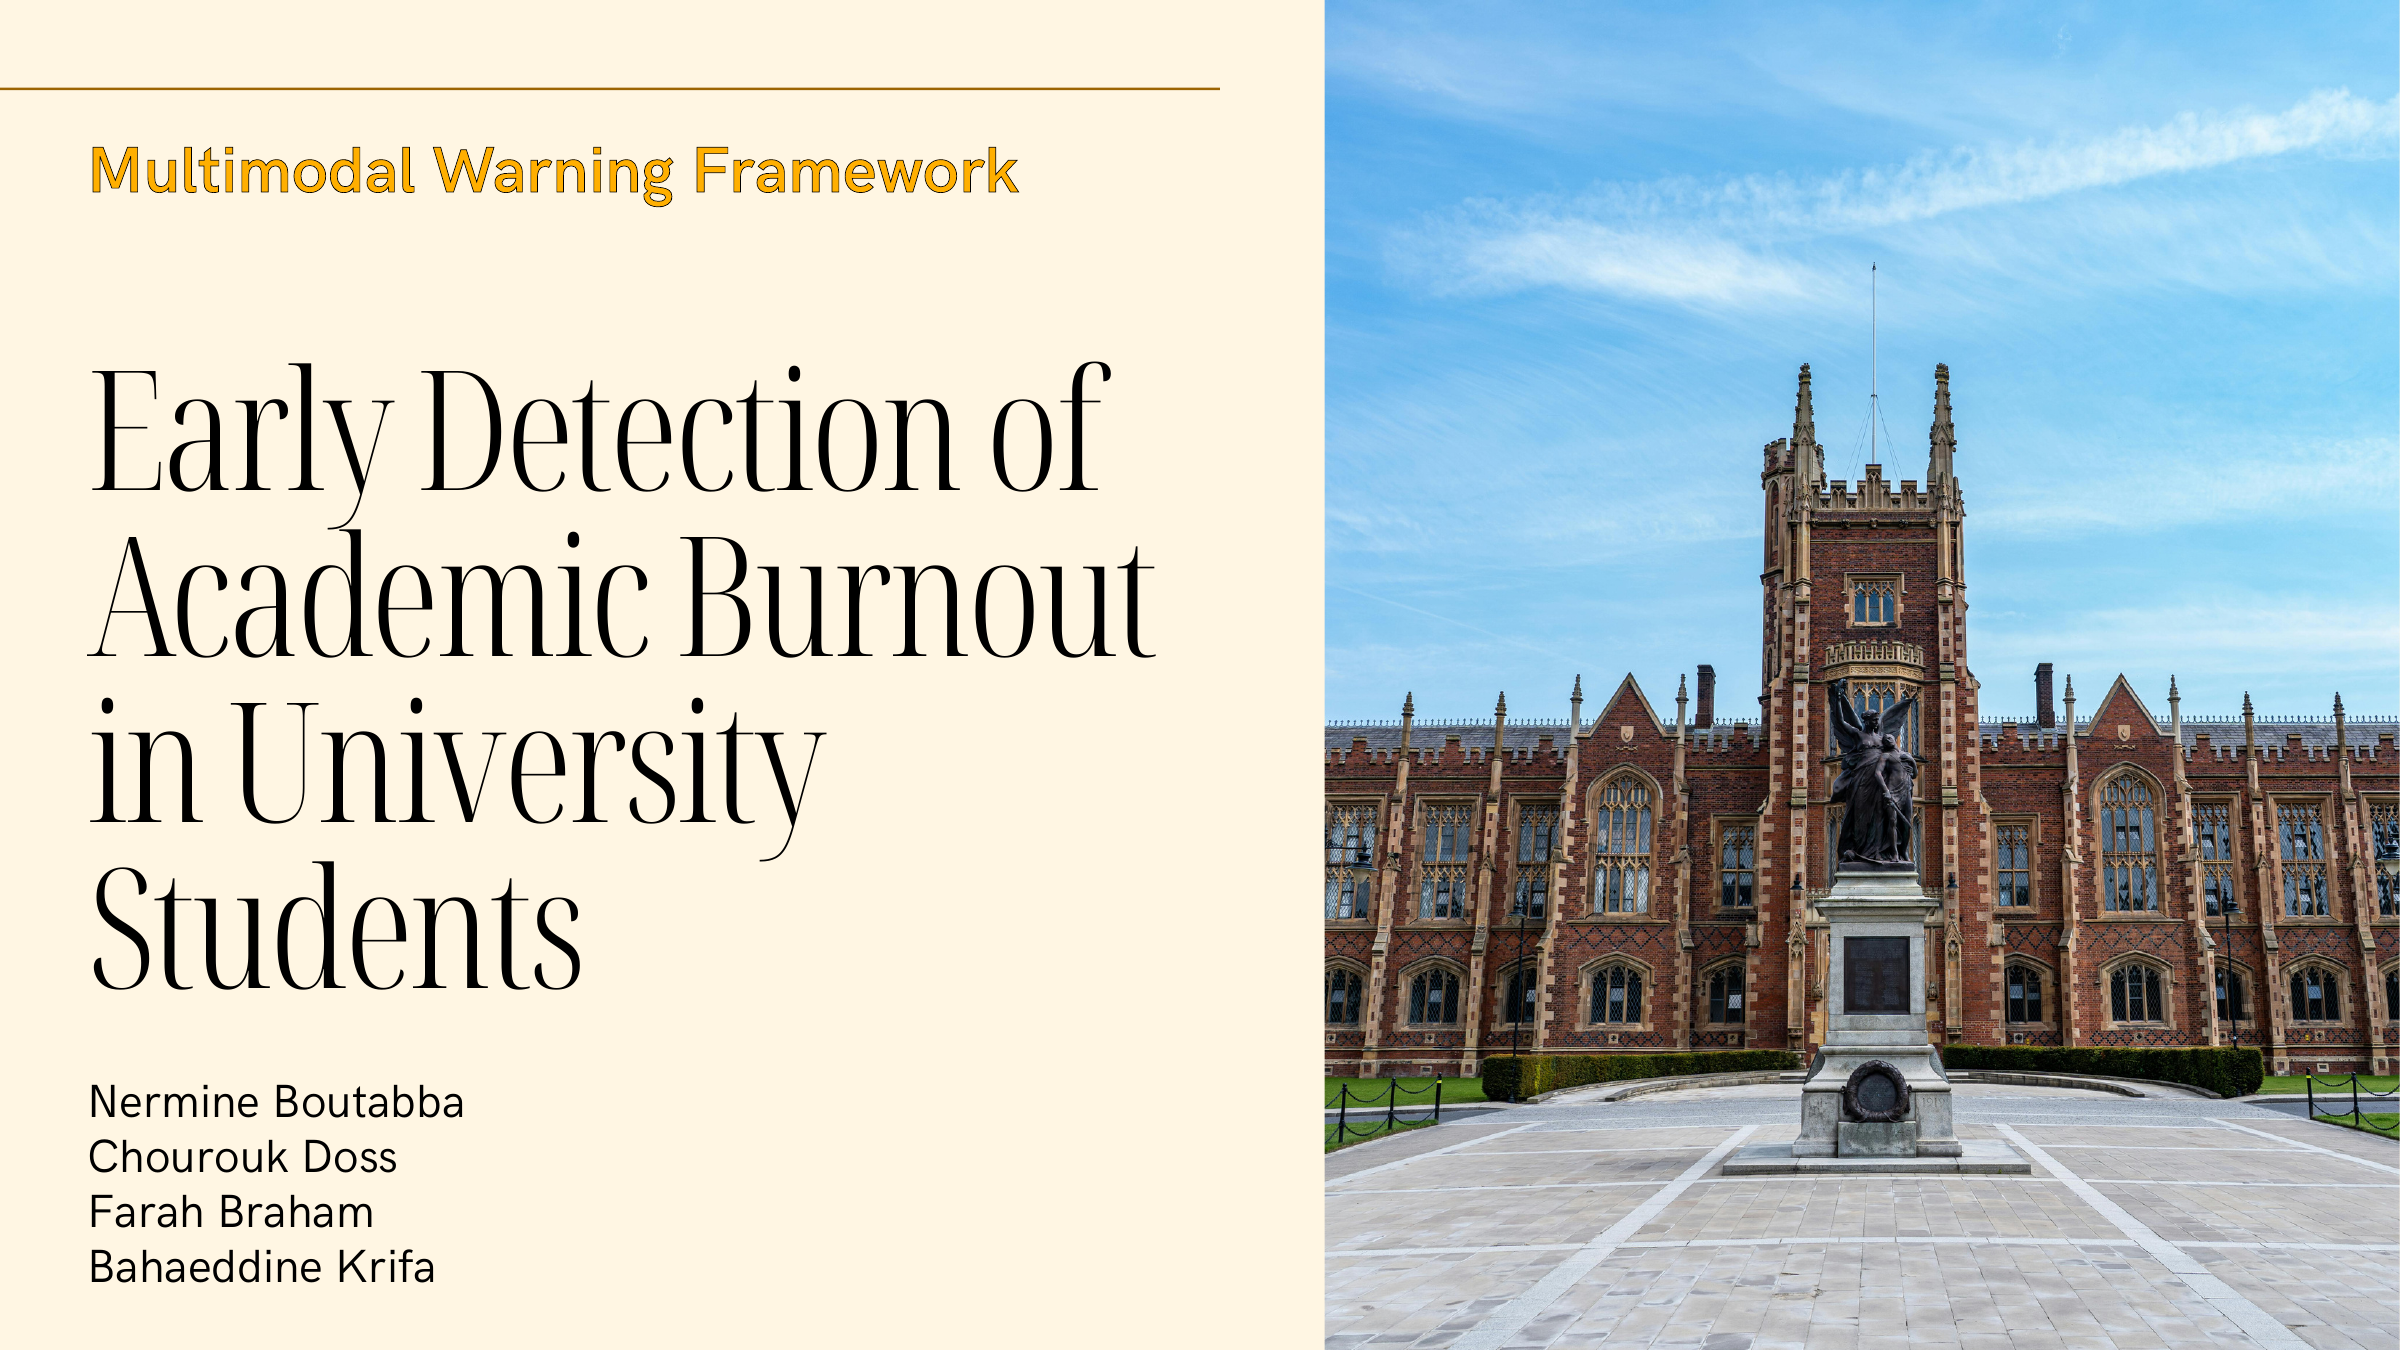 Multimodal Warning Framework
Early Detection of
Academic Burnout
in University
Students
Nermine Boutabba
Chourouk Doss
Farah Braham
Bahaeddine Krifa